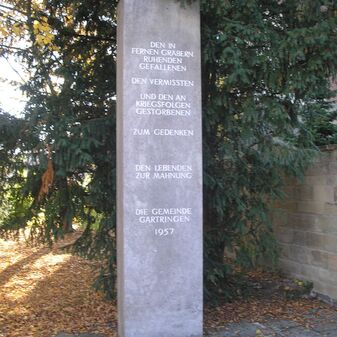 DEN IN
FERNEN GRÄBERN
RUHENDEN
GEFALLENEN
DEN VERMISSTEN
UND DEN AN
KRIEGSFOLGEN
GESTORBENEN
ZUM GEDENKEN
DEN LEBENDEN
ZUR MAHNUNG
DIE GEMEINDE
GÄRTRINGEN
1957